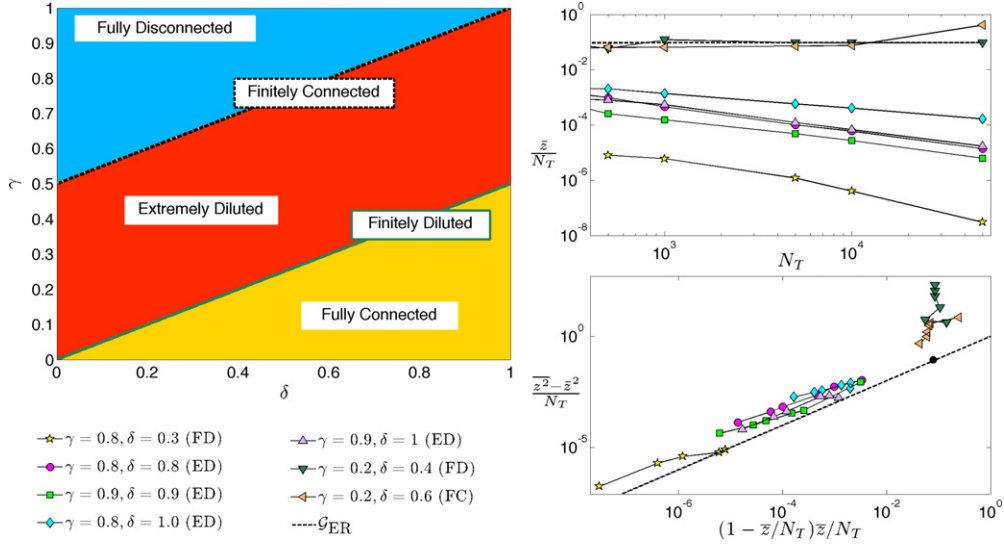 Fully Disconnected
Finitely Connected
Extremely Diluted
Finitely Diluted
Fully Connected
γ
1
0.9
0.8
0.7
0.6
0.5
0.4
0.3
0.2
0.1
0
0 0.2 0.4 0.6 0.8 1
δ
γ = 0.8, δ = 0.3 (FD)
γ = 0.8, δ = 0.8 (ED)
γ = 0.9, δ = 0.9 (ED)
γ = 0.8, δ = 1.0 (ED)
γ = 0.9, δ = 1 (ED)
γ = 0.2, δ = 0.4 (FD)
γ = 0.2, δ = 0.6 (FC)
𝒢_ER
z̄/N_T
10^0
10^-2
10^-4
10^-6
10^-8
10^3 10^4
N_T
(z̄²̄ − z̄²)/N_T
10^0
10^-5
10^-6 10^-4 10^-2 10^0
(1 − z̄/N_T)z̄/N_T